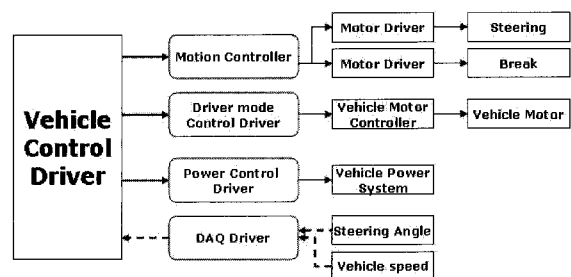 Vehicle
Control
Driver
Motion Controller
Motor Driver
Steering
Motor Driver
Break
Driver mode
Control Driver
Vehicle Motor
Controller
Vehicle Motor
Power Control
Driver
Vehicle Power
System
DAQ Driver
Steering Angle
Vehicle speed